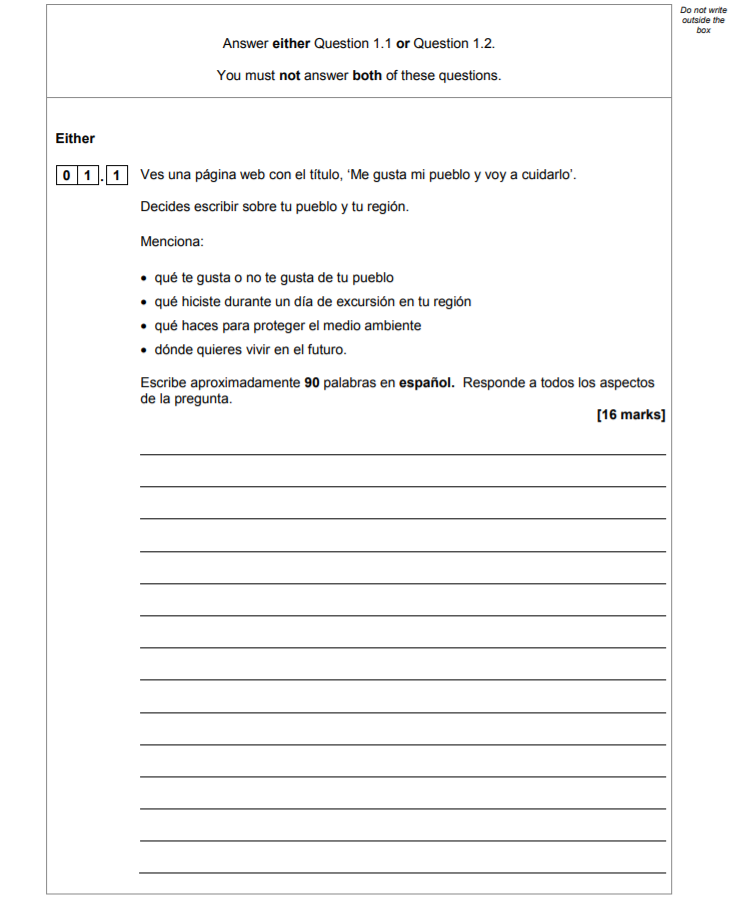 Do not write
outside the
box
Answer either Question 1.1 or Question 1.2.
You must not answer both of these questions.
Either
0 1 . 1 Ves una página web con el título, ‘Me gusta mi pueblo y voy a cuidarlo’.
Decides escribir sobre tu pueblo y tu región.
Menciona:
• qué te gusta o no te gusta de tu pueblo
• qué hiciste durante un día de excursión en tu región
• qué haces para proteger el medio ambiente
• dónde quieres vivir en el futuro.
Escribe aproximadamente 90 palabras en español. Responde a todos los aspectos
de la pregunta.
[16 marks]